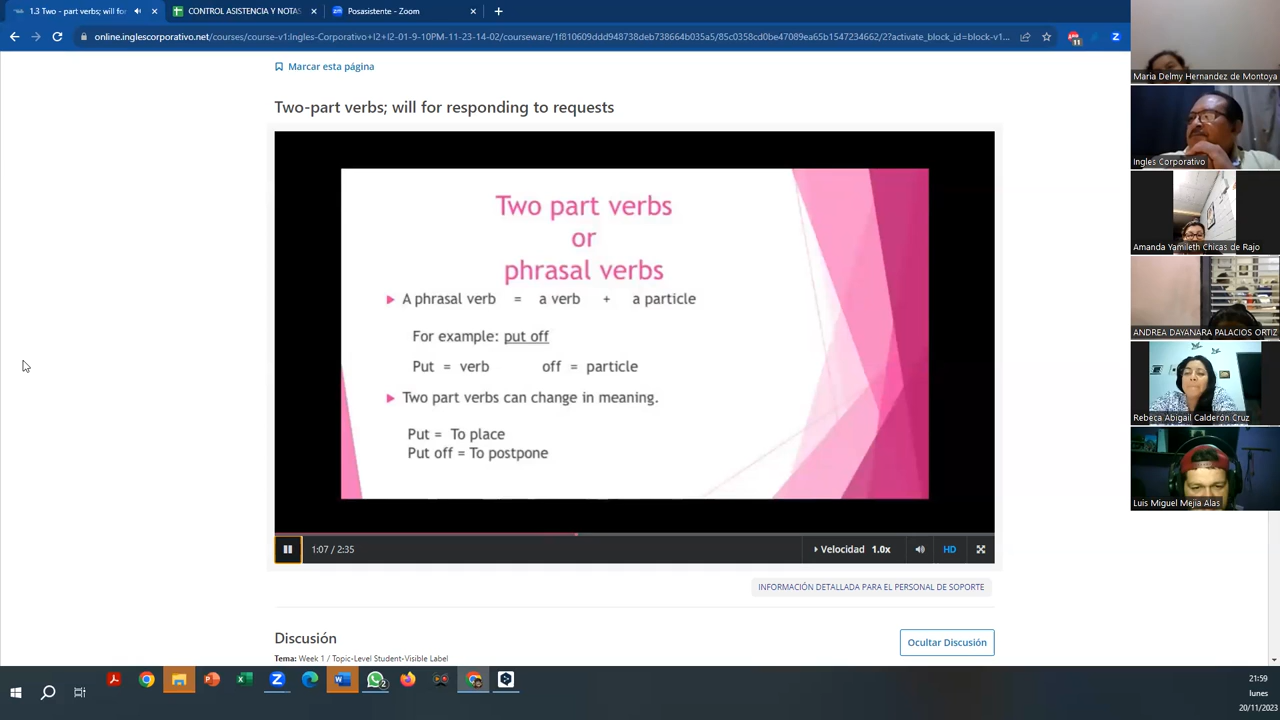 1.3 Two - part verbs; will for
CONTROL ASISTENCIA Y NOTAS
Posasistente - Zoom
online.inglescorporativo.net/courses/course-v1:Ingles-Corporativo+I2+I2-01-9-10PM-11-23-14-02/courseware/1f810609ddd948738deb738664b035a5/85c0358cd0be47089ea65b1547234662/2?activate_block_id=block-v1...
11
Marcar esta página
Two-part verbs; will for responding to requests
Two part verbs
or
phrasal verbs
A phrasal verb = a verb + a particle
For example: put off
Put = verb off = particle
Two part verbs can change in meaning.
Put = To place
Put off = To postpone
1:07 / 2:35
Velocidad 1.0x
HD
INFORMACIÓN DETALLADA PARA EL PERSONAL DE SOPORTE
Discusión
Ocultar Discusión
Tema: Week 1 / Topic-Level Student-Visible Label
Maria Delmy Hernandez de Montoya
Ingles Corporativo
Amanda Yamileth Chicas de Rajo
ANDREA DAYANARA PALACIOS ORTIZ
Rebeca Abigail Calderón Cruz
Luis Miguel Mejia Alas
2
21:59
lunes
20/11/2023